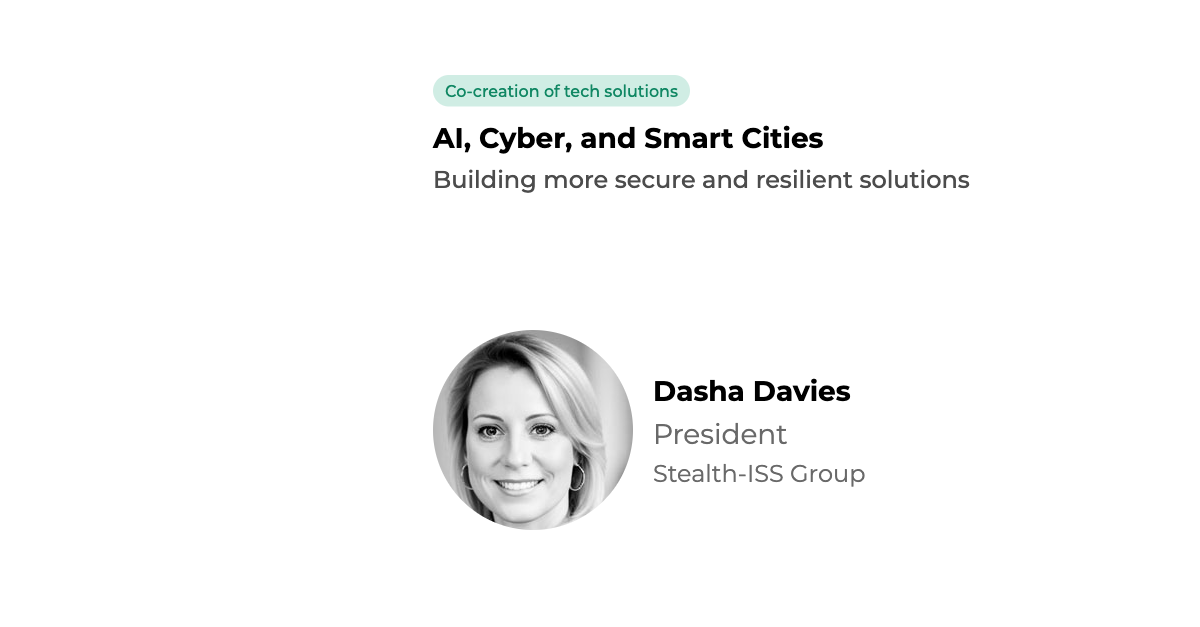 Co-creation of tech solutions
AI, Cyber, and Smart Cities
Building more secure and resilient solutions
Dasha Davies
President
Stealth-ISS Group